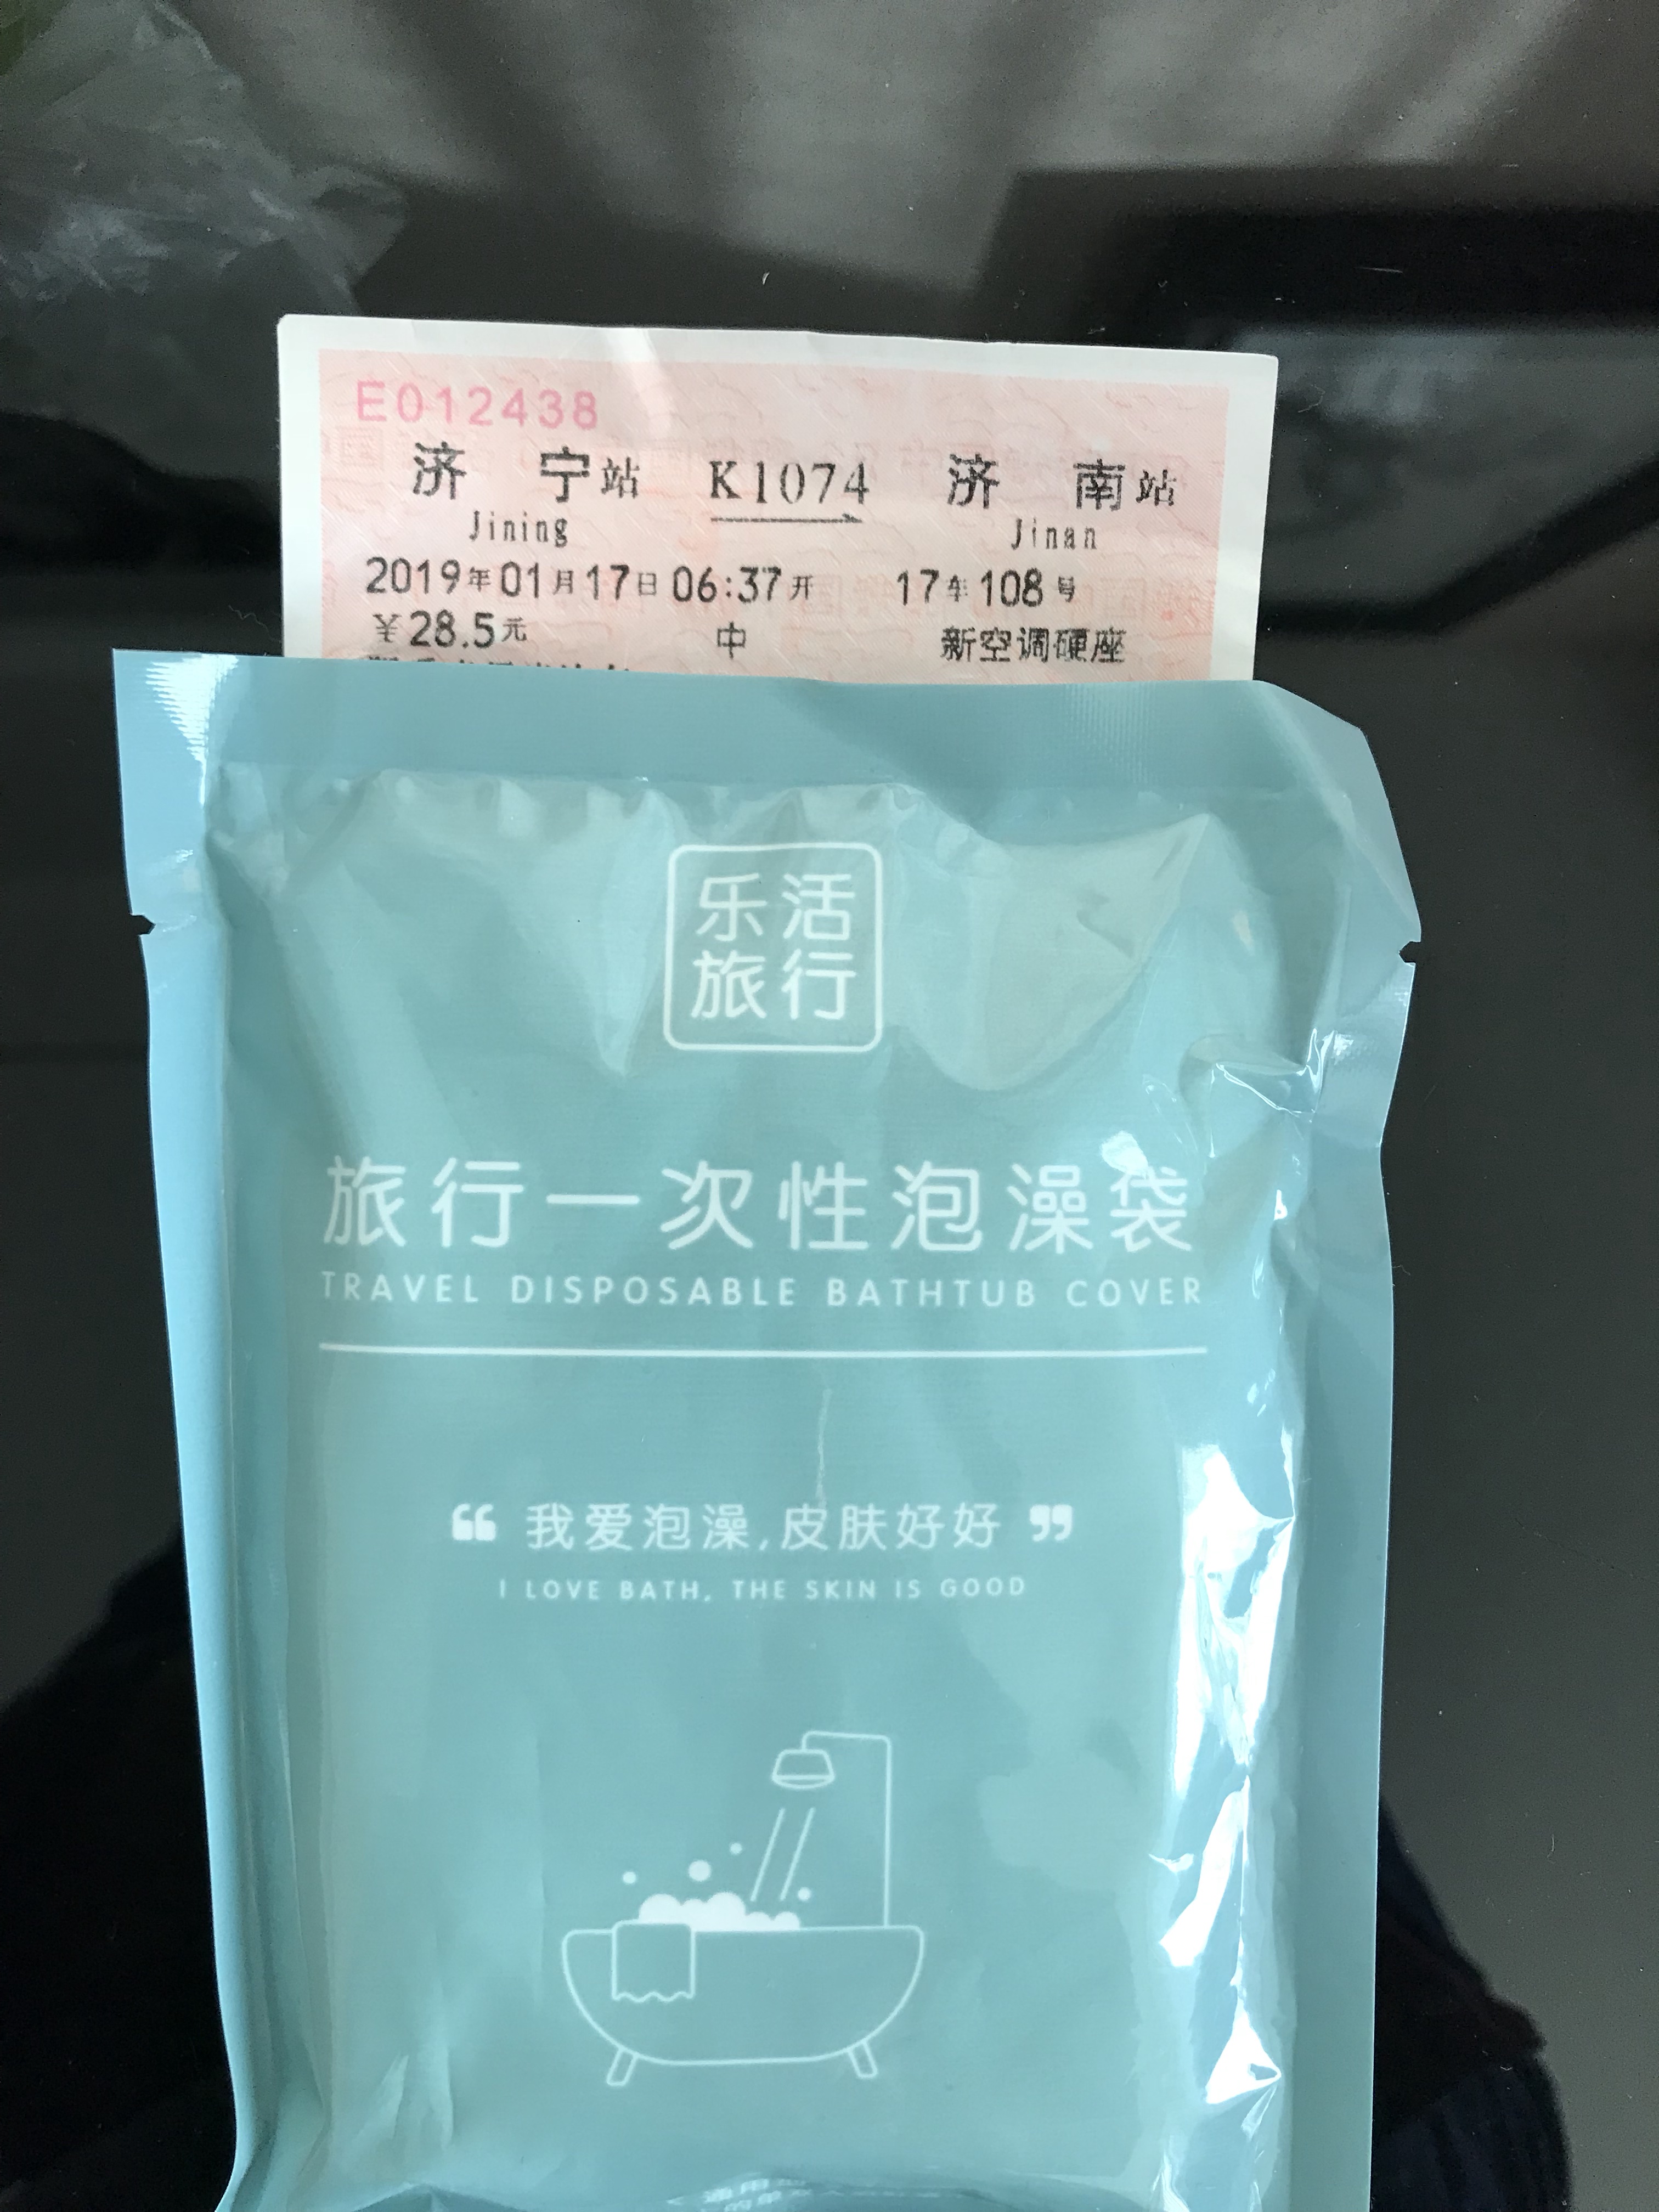 E012438
济 宁站 K1074 济 南站
Jining Jinan
2019年01月17日06:37开 17车108号
￥28.5元 中 新空调硬座
乐活
旅行
旅行一次性泡澡袋
TRAVEL DISPOSABLE BATHTUB COVER
“ 我爱泡澡,皮肤好好 ”
I LOVE BATH, THE SKIN IS GOOD